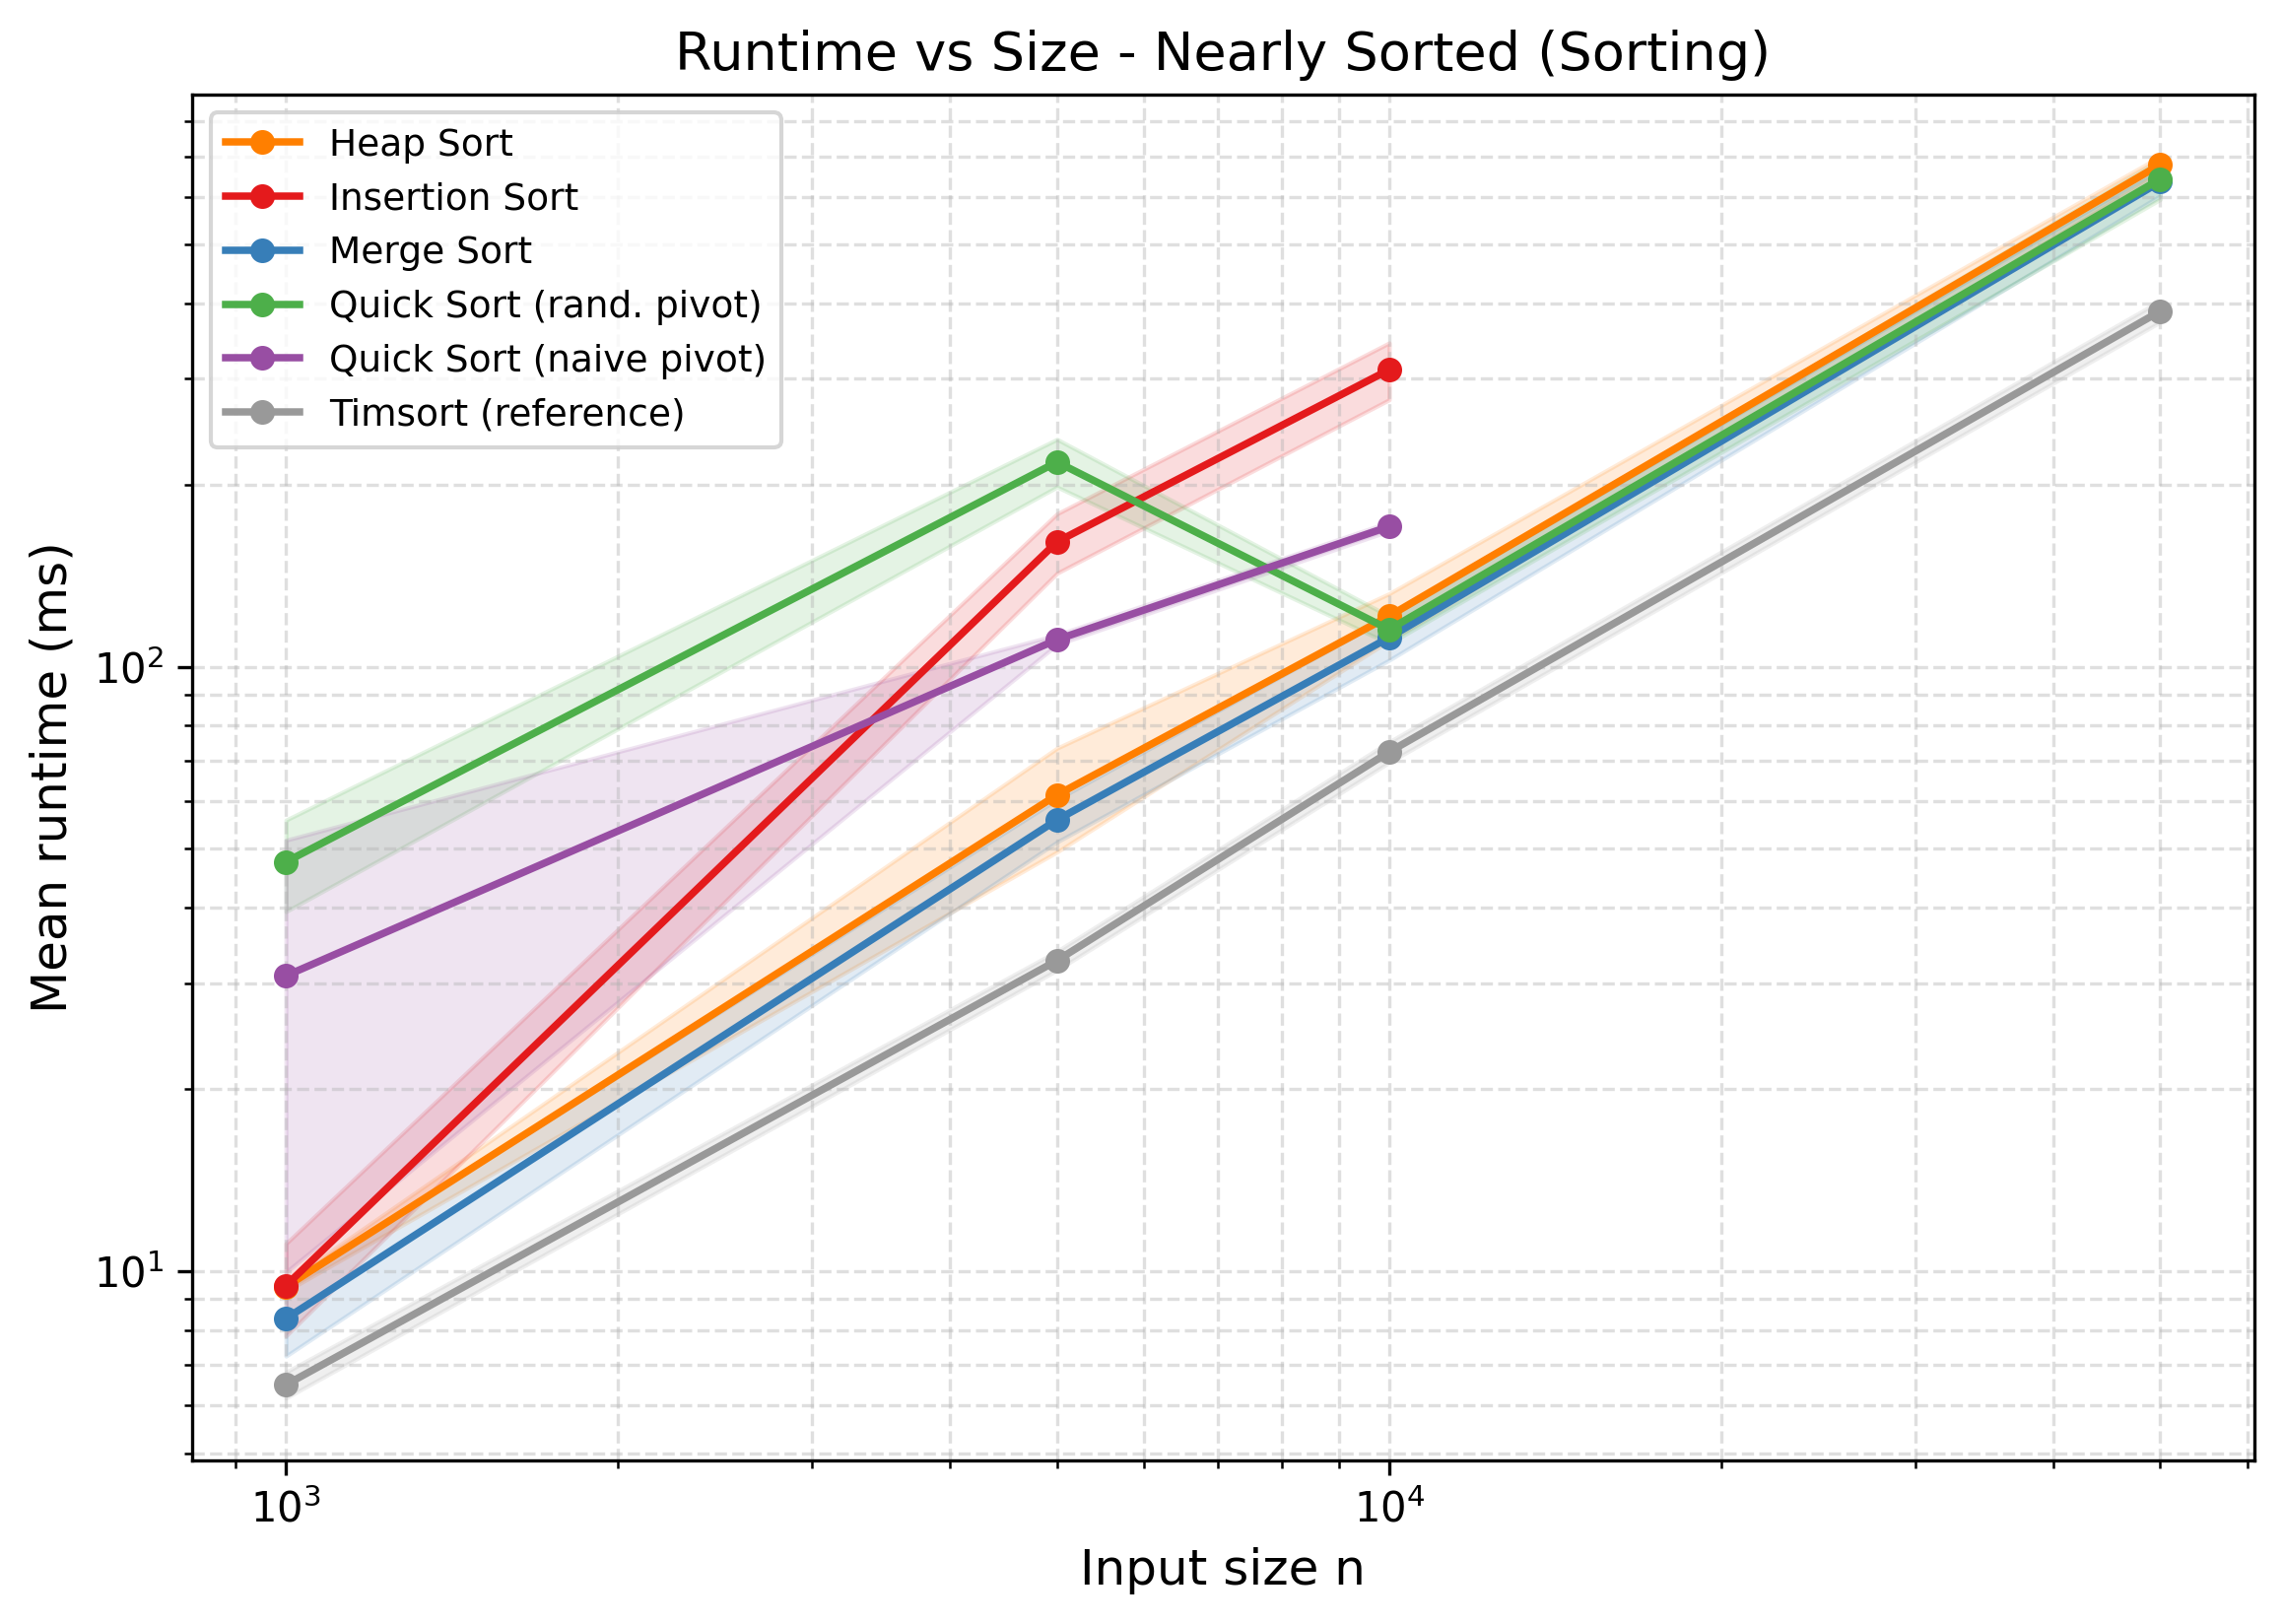 Runtime vs Size - Nearly Sorted (Sorting)
Heap Sort
Insertion Sort
Merge Sort
Quick Sort (rand. pivot)
Quick Sort (naive pivot)
Timsort (reference)
Mean runtime (ms)
10²
10¹
10³
10⁴
Input size n